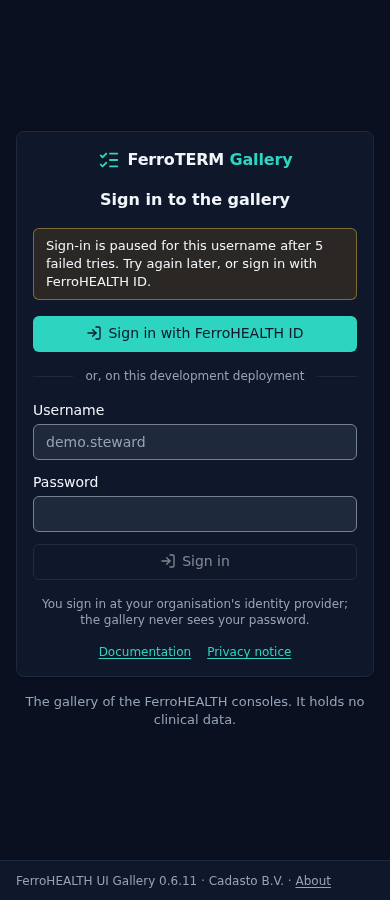 FerroTERM Gallery
Sign in to the gallery
Sign-in is paused for this username after 5
failed tries. Try again later, or sign in with
FerroHEALTH ID.
Sign in with FerroHEALTH ID
or, on this development deployment
Username
demo.steward
Password
Sign in
You sign in at your organisation's identity provider;
the gallery never sees your password.
Documentation Privacy notice
The gallery of the FerroHEALTH consoles. It holds no
clinical data.
FerroHEALTH UI Gallery 0.6.11 · Cadasto B.V. · About